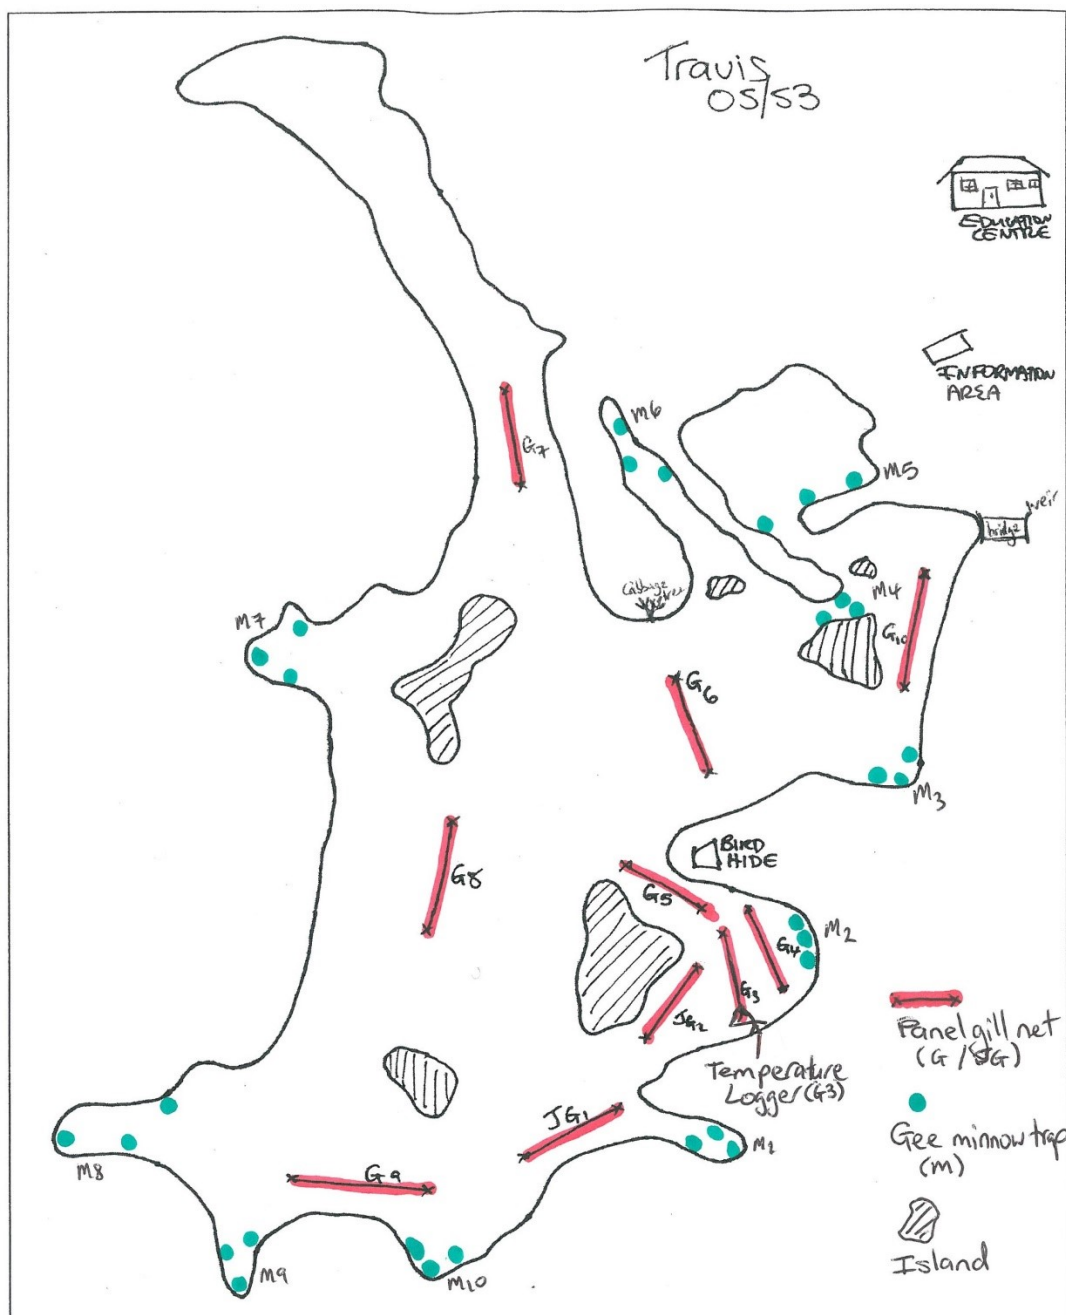 Travis
05/53
EDUCATION
CENTRE
INFORMATION
AREA
M6
G7
M5
weir
bridge
Cabbage
tree
M4
G10
M7
G6
M3
BIRD
HIDE
G8
G5
M2
G4
G3
JG2
Panel gill net
(G / JG)
Temperature
Logger (G3)
JG1
M1
Gee minnow trap
(M)
M8
G9
M9
M10
Island